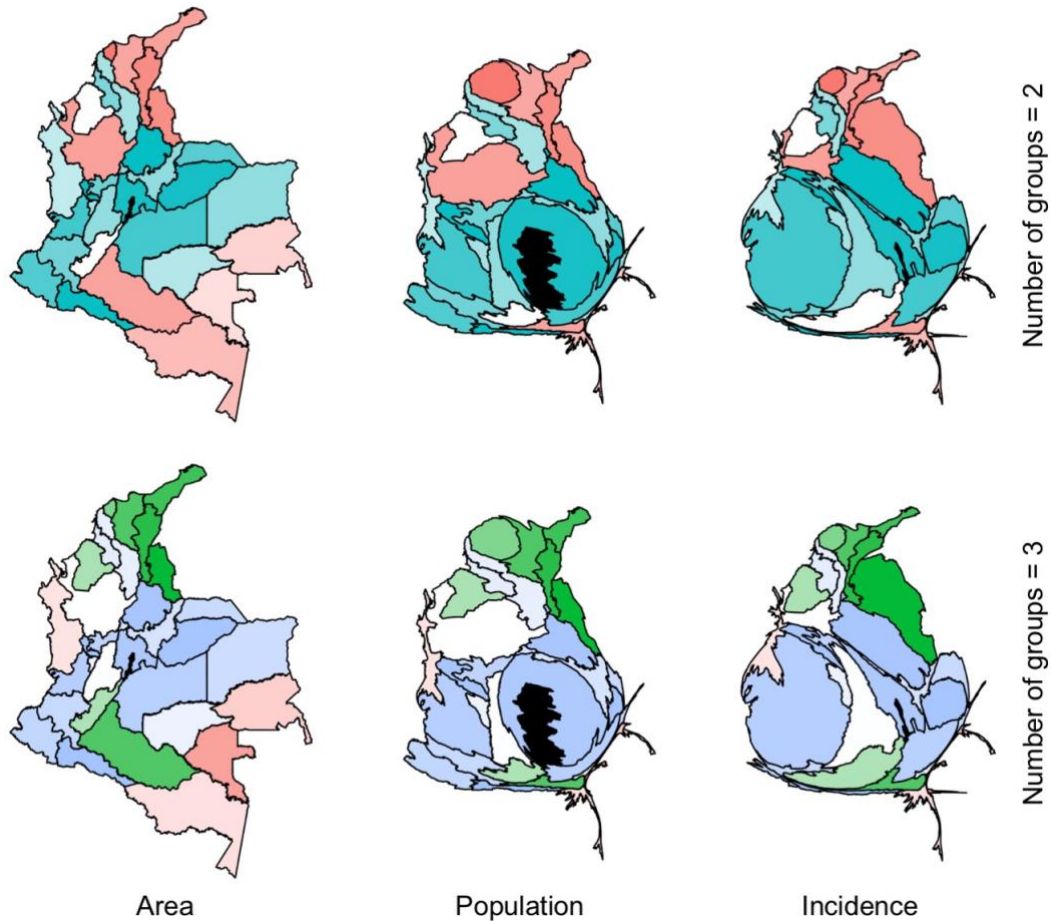 Number of groups = 2
Number of groups = 3
Area
Population
Incidence